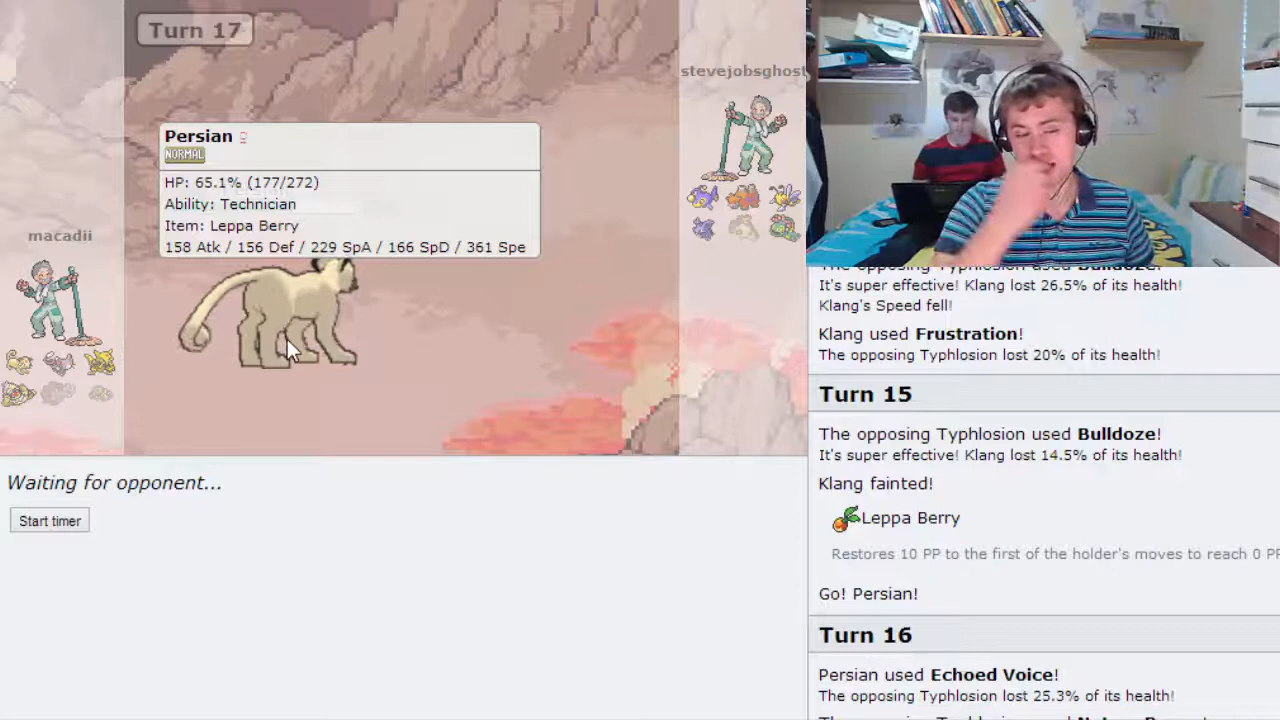 Turn 17
stevejobsghost
Persian ♀
NORMAL
HP: 65.1% (177/272)
Ability: Technician
Item: Leppa Berry
158 Atk / 156 Def / 229 SpA / 166 SpD / 361 Spe
macadii
Waiting for opponent...
Start timer
The opposing Typhlosion used Bulldoze!
It's super effective! Klang lost 26.5% of its health!
Klang's Speed fell!
Klang used Frustration!
The opposing Typhlosion lost 20% of its health!
Turn 15
The opposing Typhlosion used Bulldoze!
It's super effective! Klang lost 14.5% of its health!
Klang fainted!
Leppa Berry
Restores 10 PP to the first of the holder's moves to reach 0 PP
Go! Persian!
Turn 16
Persian used Echoed Voice!
The opposing Typhlosion lost 25.3% of its health!